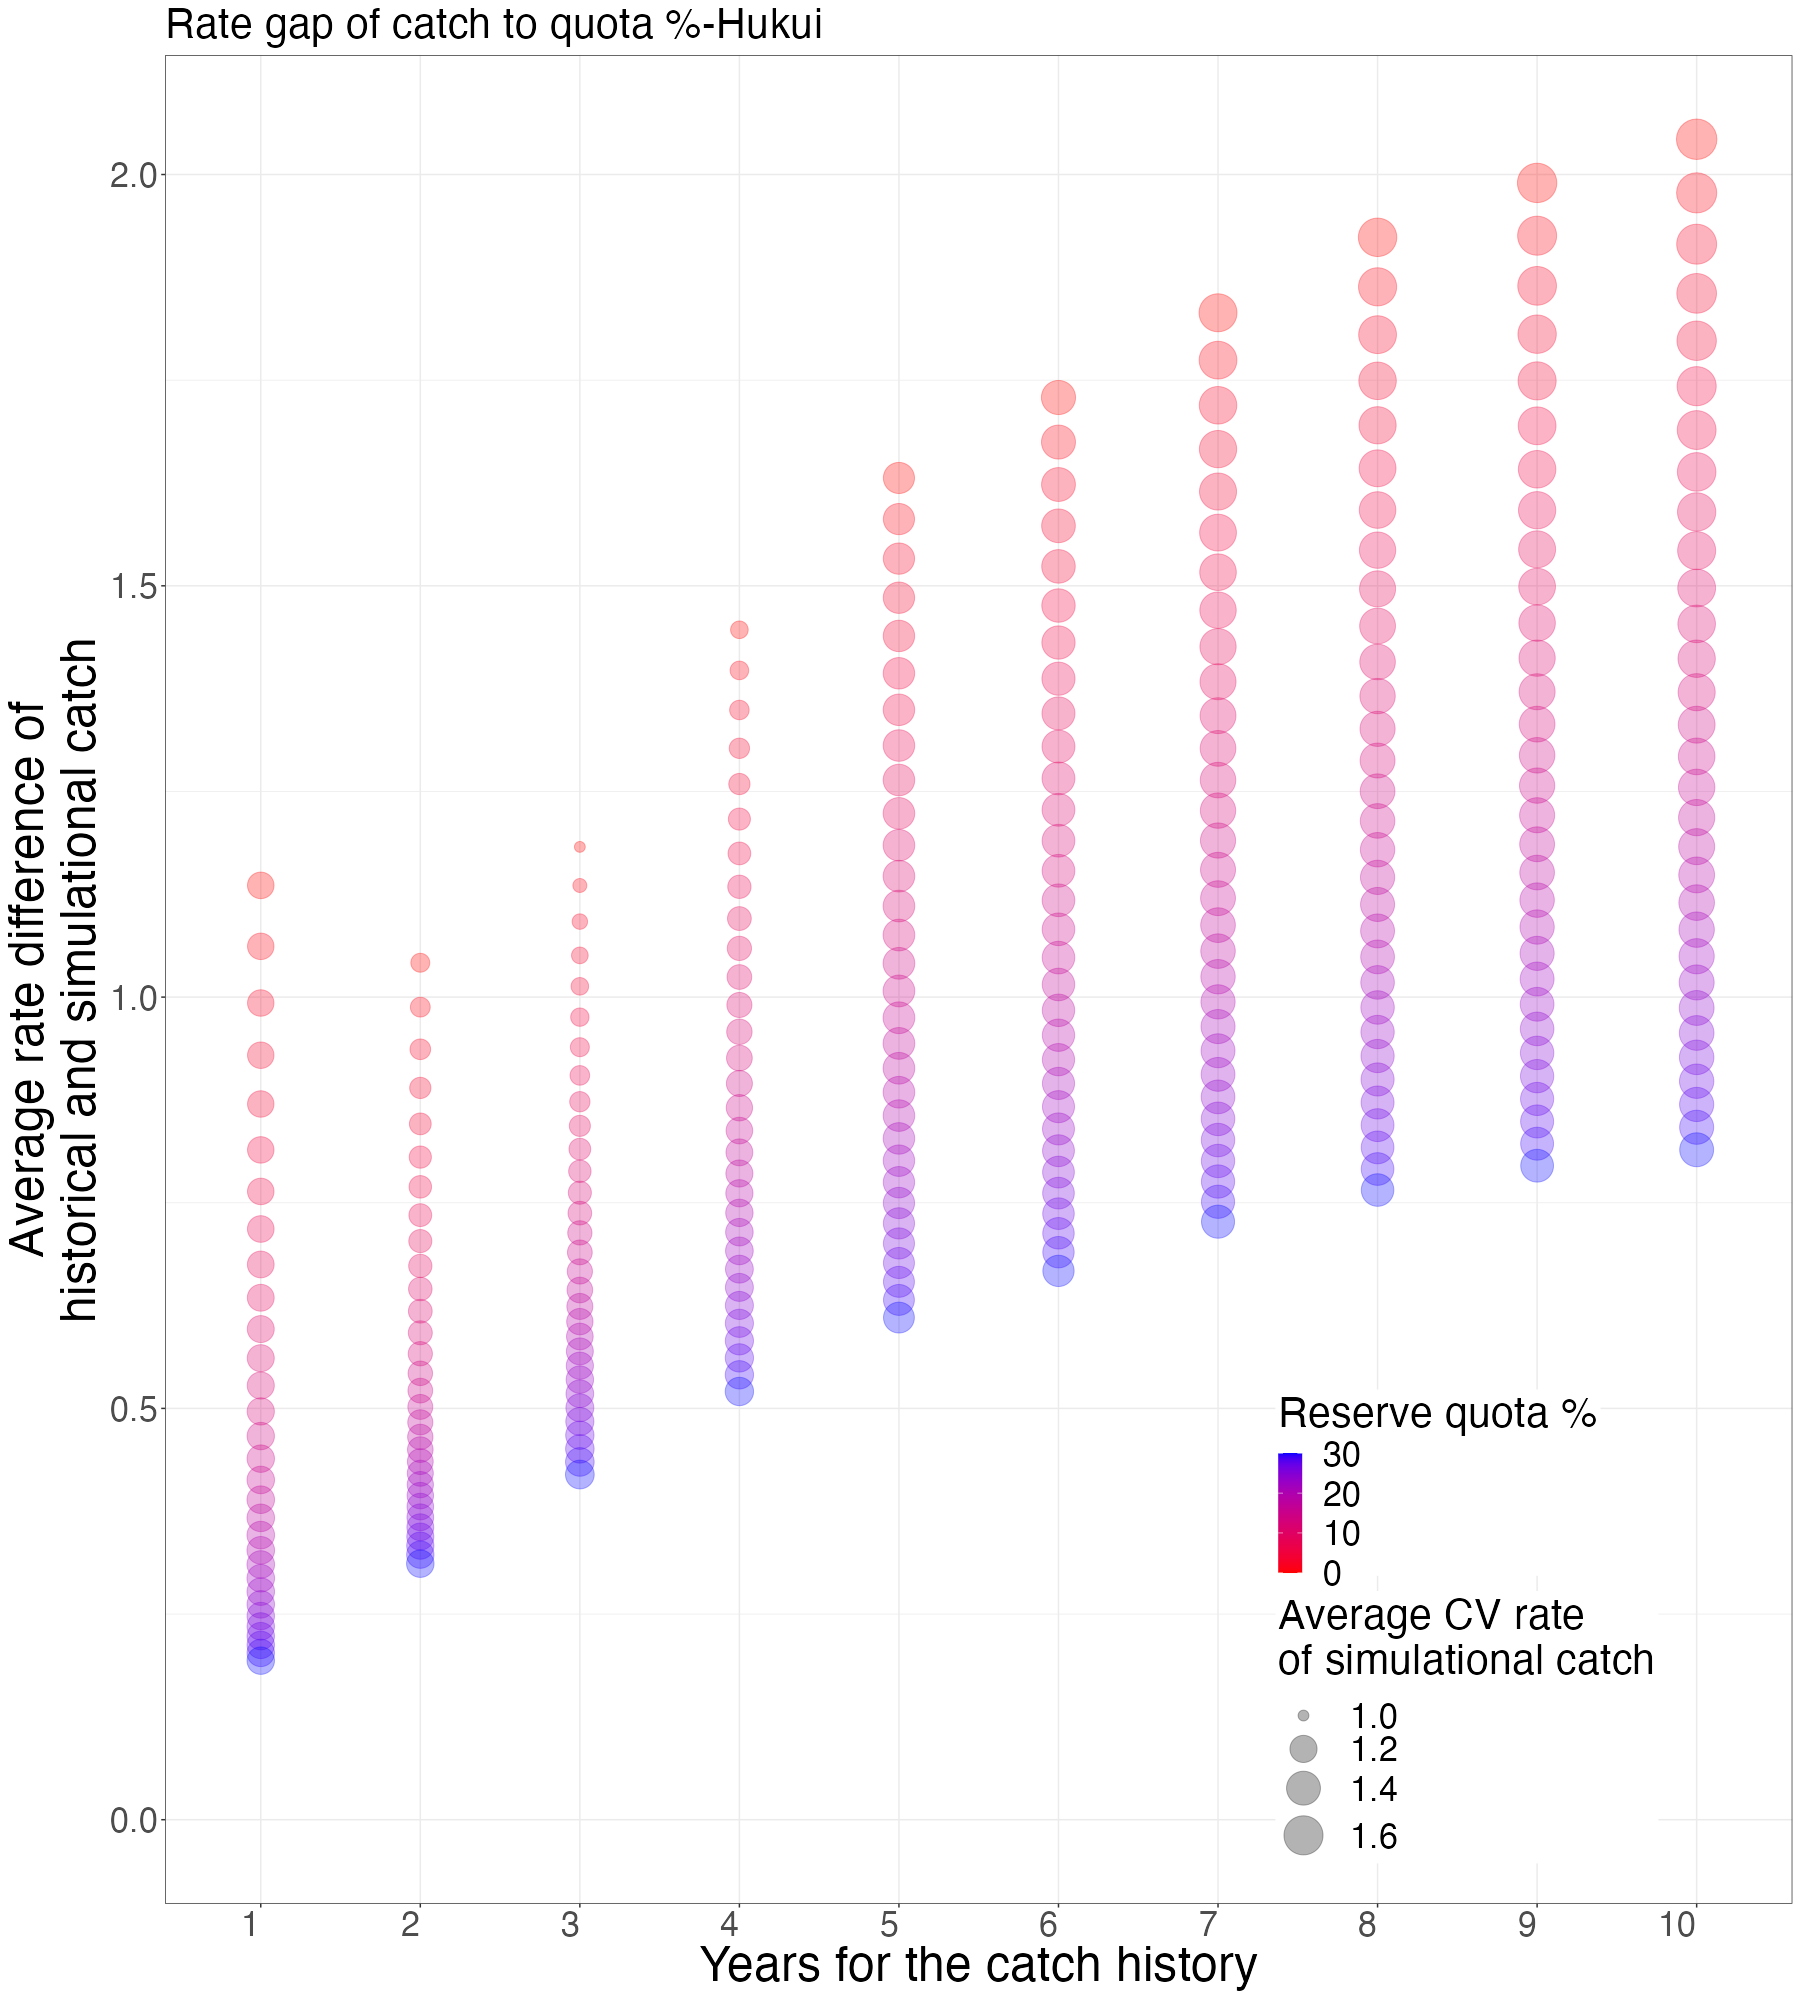 Rate gap of catch to quota %-Hukui
Average rate difference of
historical and simulational catch
2.0
1.5
1.0
0.5
0.0
Reserve quota %
30
20
10
0
Average CV rate
of simulational catch
1.0
1.2
1.4
1.6
1 2 3 4 5 6 7 8 9 10
Years for the catch history